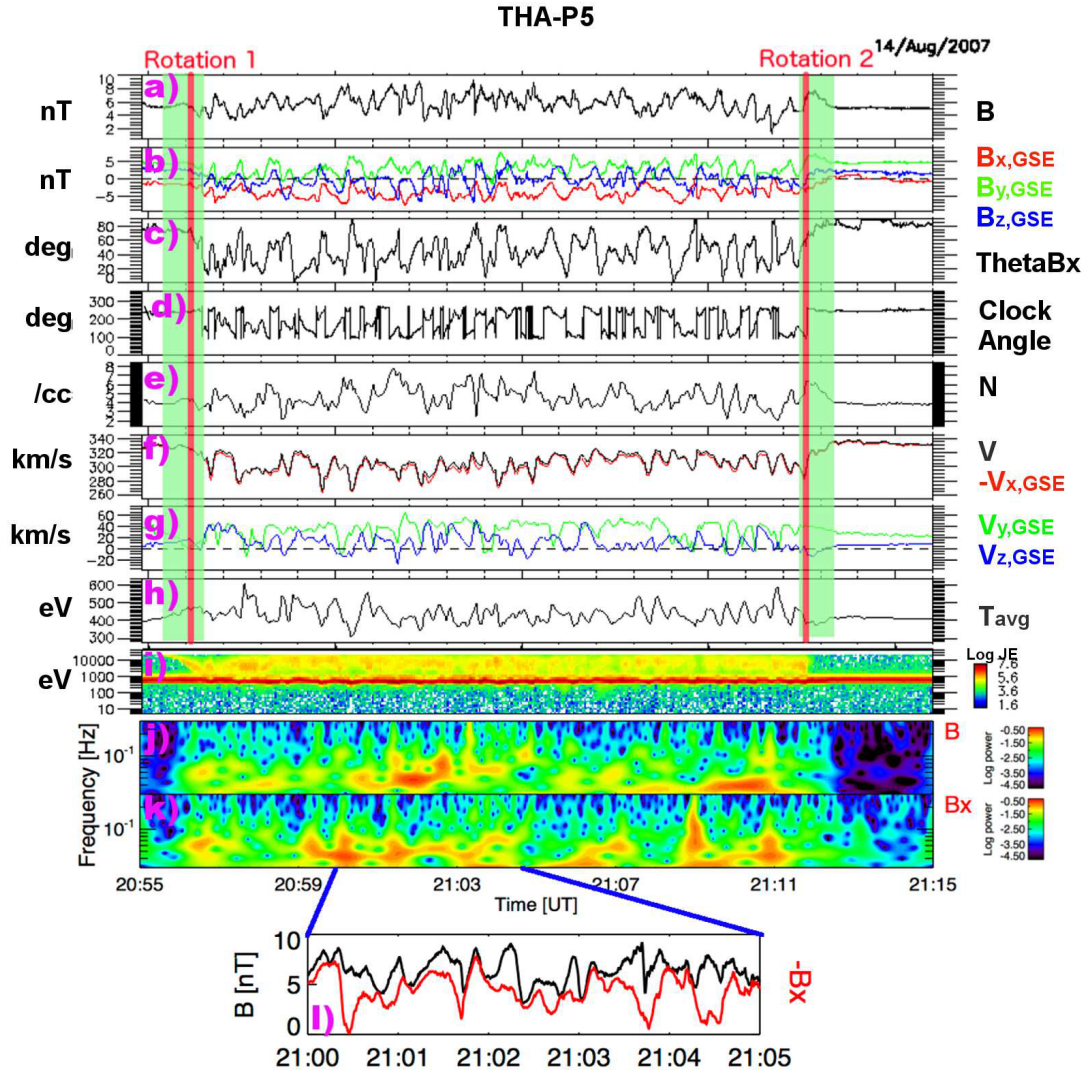 THA-P5
14/Aug/2007
Rotation 1
Rotation 2
a)
nT
10
8
6
4
2
B
b)
nT
5
0
-5
Bx,GSE
By,GSE
Bz,GSE
c)
deg
80
60
40
20
0
ThetaBx
d)
deg
300
200
100
0
Clock
Angle
e)
/cc
8
7
6
5
4
3
2
N
f)
km/s
340
320
300
280
260
V
-Vx,GSE
g)
km/s
60
40
20
0
-20
Vy,GSE
Vz,GSE
h)
eV
600
500
400
300
Tavg
i)
eV
10000
1000
100
10
Log JE
7.6
5.6
3.6
1.6
j)
Frequency [Hz]
10-1
B
Log power
-0.50
-1.50
-2.50
-3.50
-4.50
k)
10-1
Bx
Log power
-0.50
-1.50
-2.50
-3.50
-4.50
20:55 20:59 21:03 21:07 21:11 21:15
Time [UT]
l)
B [nT]
10
5
0
-Bx
21:00 21:01 21:02 21:03 21:04 21:05